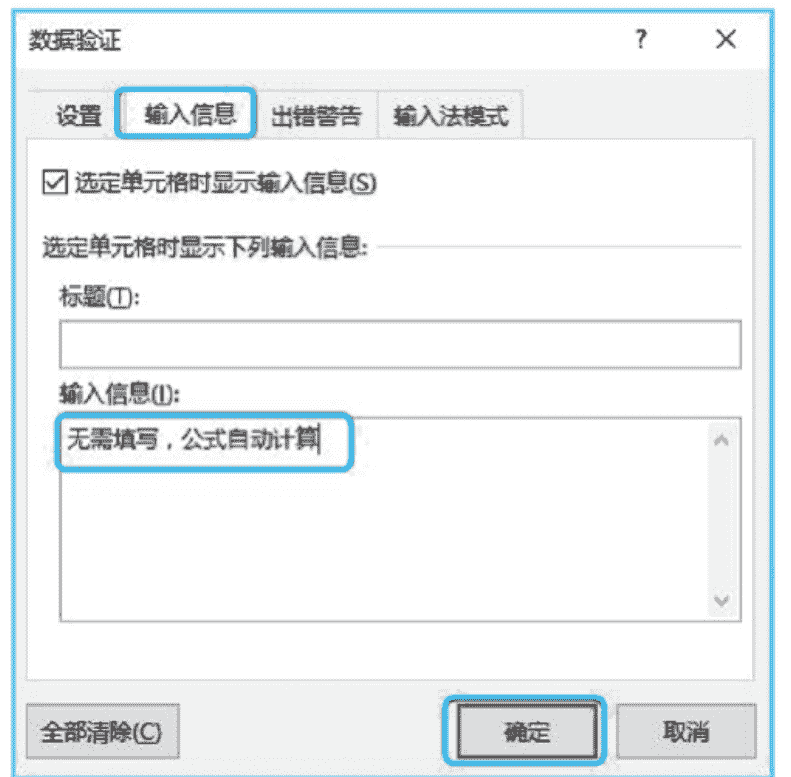 数据验证 ? ×
设置 输入信息 出错警告 输入法模式
选定单元格时显示输入信息(S)
选定单元格时显示下列输入信息:
标题(T):
输入信息(I):
无需填写，公式自动计算
全部清除(C) 确定 取消